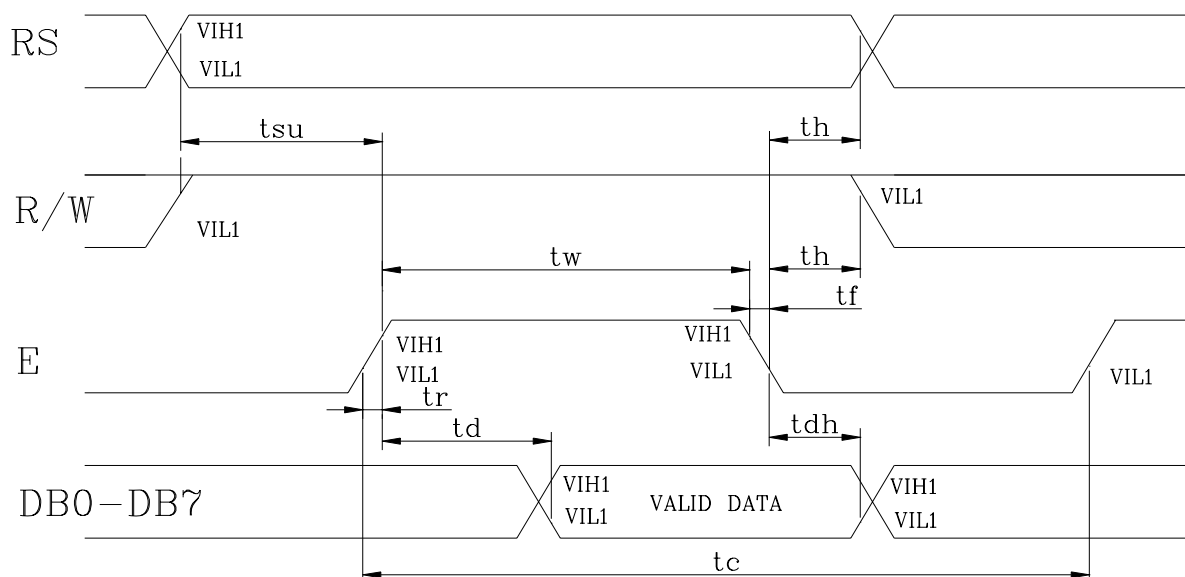 RS
VIH1
VIL1
tsu
th
R/W
VIL1
VIL1
tw
th
tf
E
VIH1
VIL1
VIH1
VIL1
VIL1
tr
td
tdh
DB0-DB7
VIH1
VIL1
VALID DATA
VIH1
VIL1
tc